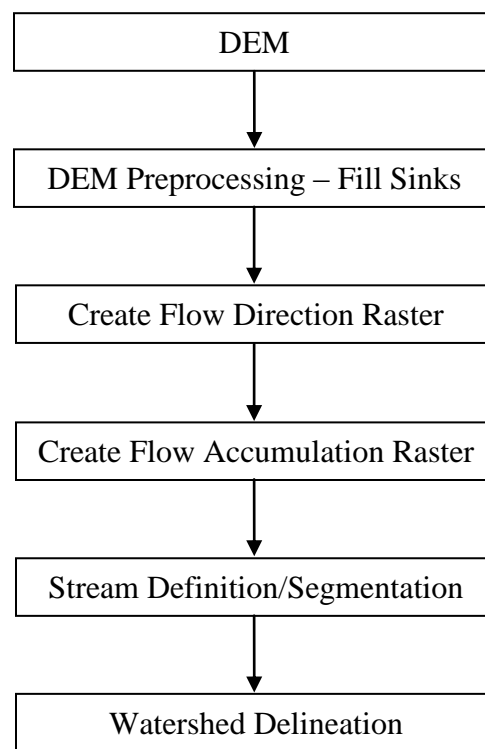 DEM
DEM Preprocessing – Fill Sinks
Create Flow Direction Raster
Create Flow Accumulation Raster
Stream Definition/Segmentation
Watershed Delineation